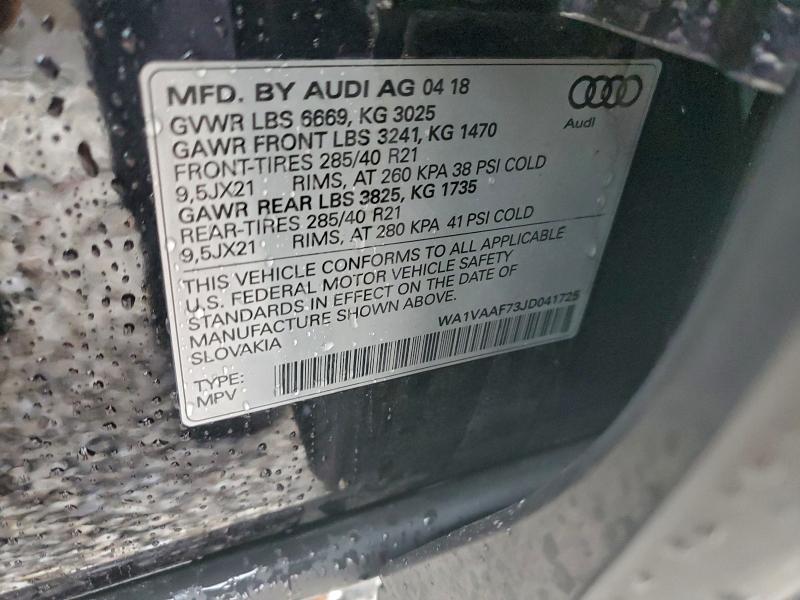 MFD. BY AUDI AG 04 18
GVWR LBS 6669, KG 3025
GAWR FRONT LBS 3241, KG 1470
FRONT-TIRES 285/40 R21
9,5JX21 RIMS, AT 260 KPA 38 PSI COLD
GAWR REAR LBS 3825, KG 1735
REAR-TIRES 285/40 R21
9,5JX21 RIMS, AT 280 KPA 41 PSI COLD
Audi
THIS VEHICLE CONFORMS TO ALL APPLICABLE
U.S. FEDERAL MOTOR VEHICLE SAFETY
STANDARDS IN EFFECT ON THE DATE OF
MANUFACTURE SHOWN ABOVE.
SLOVAKIA
WA1VAAF73JD041725
TYPE:
MPV